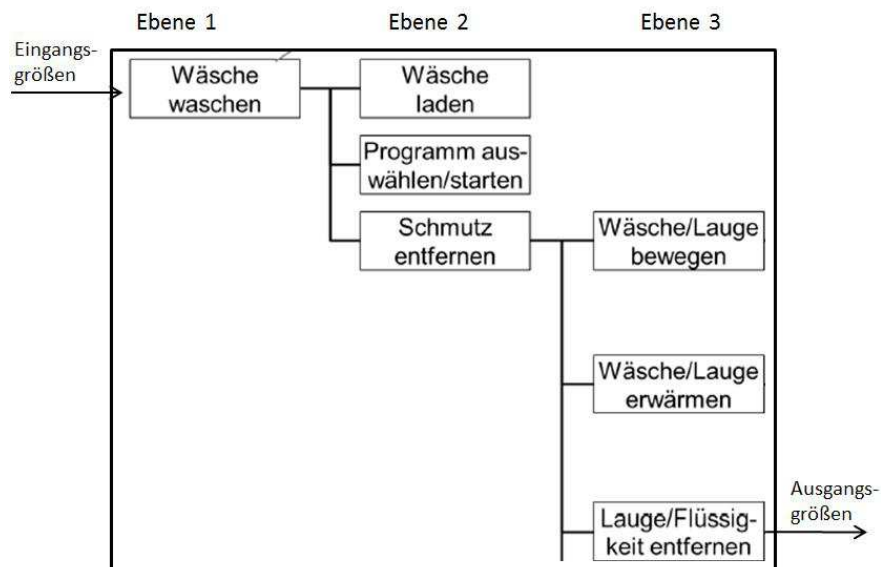 Ebene 1
Ebene 2
Ebene 3
Eingangs-
größen
Wäsche
waschen
Wäsche
laden
Programm aus-
wählen/starten
Schmutz
entfernen
Wäsche/Lauge
bewegen
Wäsche/Lauge
erwärmen
Lauge/Flüssig-
keit entfernen
Ausgangs-
größen